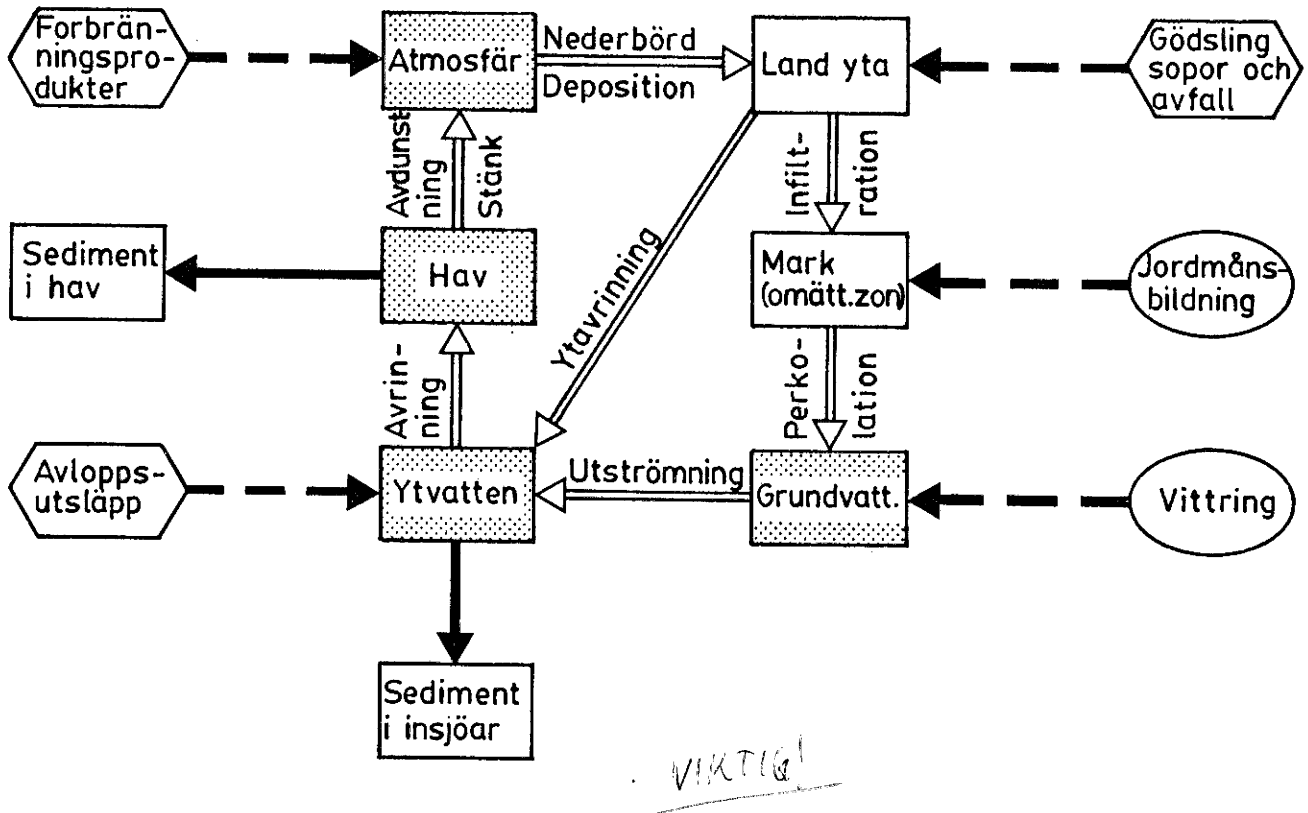 Forbrän-
ningspro-
dukter
Atmosfär
Nederbörd
Deposition
Land yta
Gödsling
sopor och
avfall
Avdunst
ning
Stänk
Infilt-
ration
Sediment
i hav
Hav
Ytavrinning
Mark
(omätt.zon)
Jordmåns-
bildning
Avrin-
ning
Perko-
lation
Avlopps-
utsläpp
Ytvatten
Utströmning
Grundvatt.
Vittring
Sediment
i insjöar
VIKTIG!